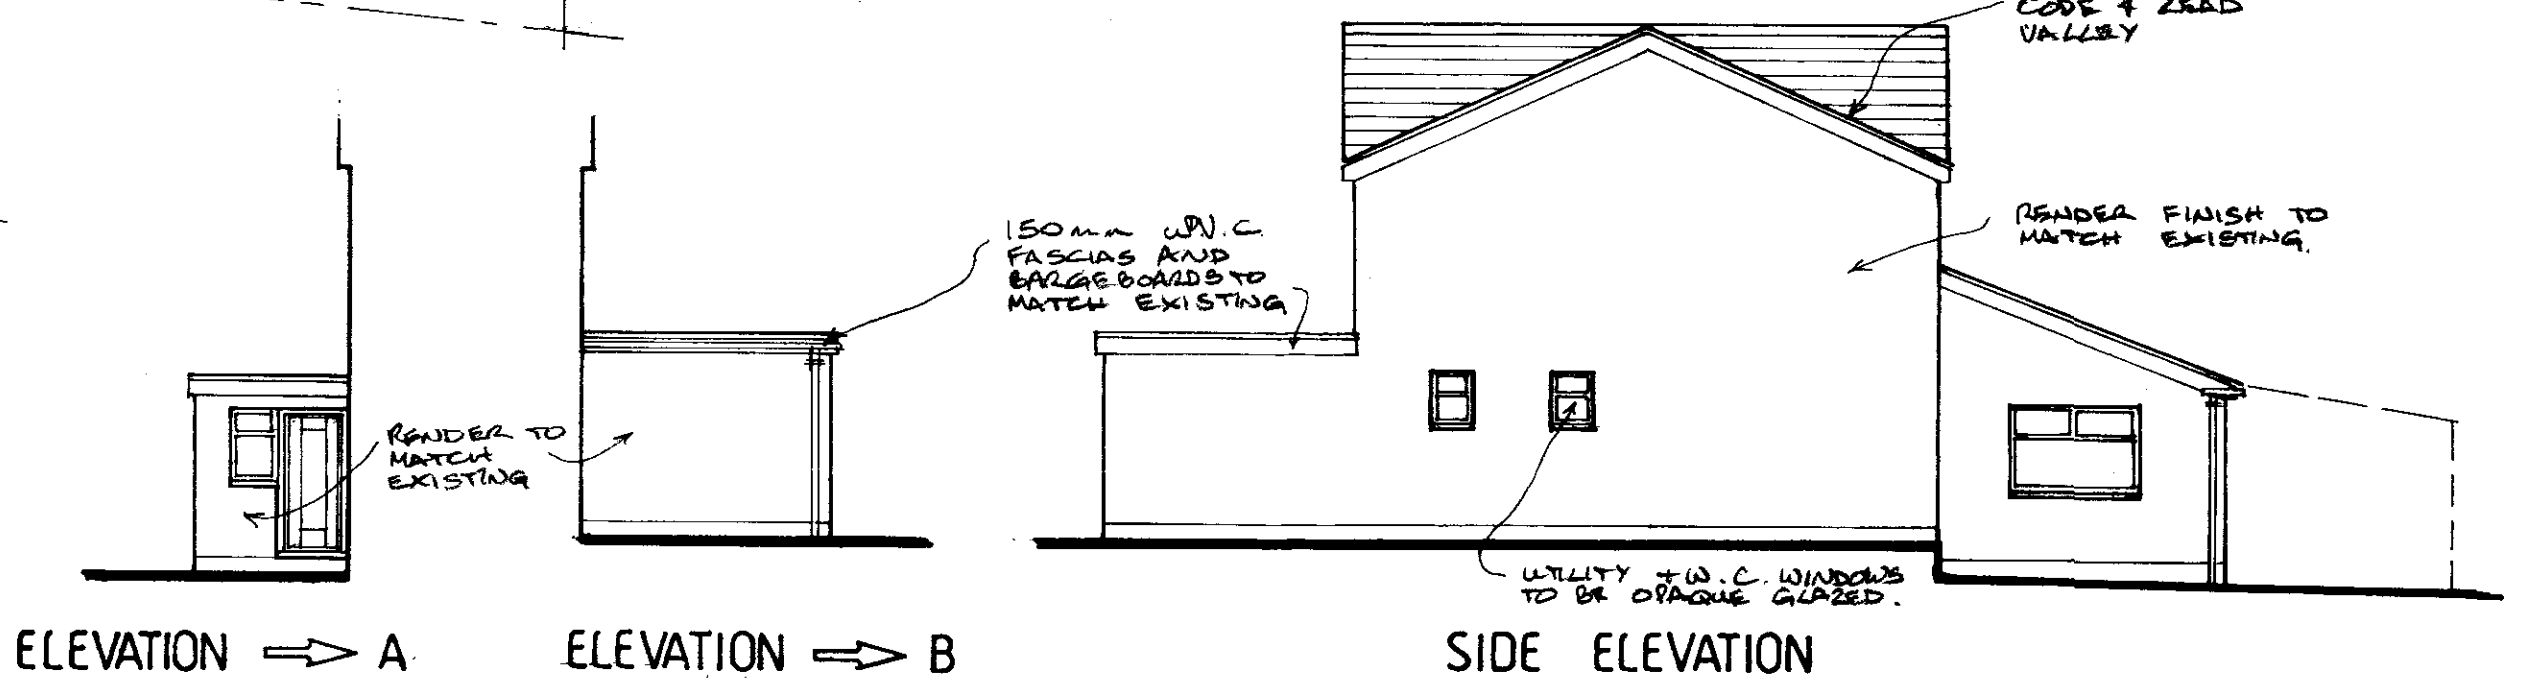 CODE 4 LEAD
VALLEY
RENDER FINISH TO
MATCH EXISTING.
150mm uPV.C.
FASCIAS AND
BARGEBOARDS TO
MATCH EXISTING
RENDER TO
MATCH
EXISTING
UTILITY + W.C. WINDOWS
TO BE OPAQUE GLAZED.
ELEVATION ⇨ A
ELEVATION ⇨ B
SIDE ELEVATION